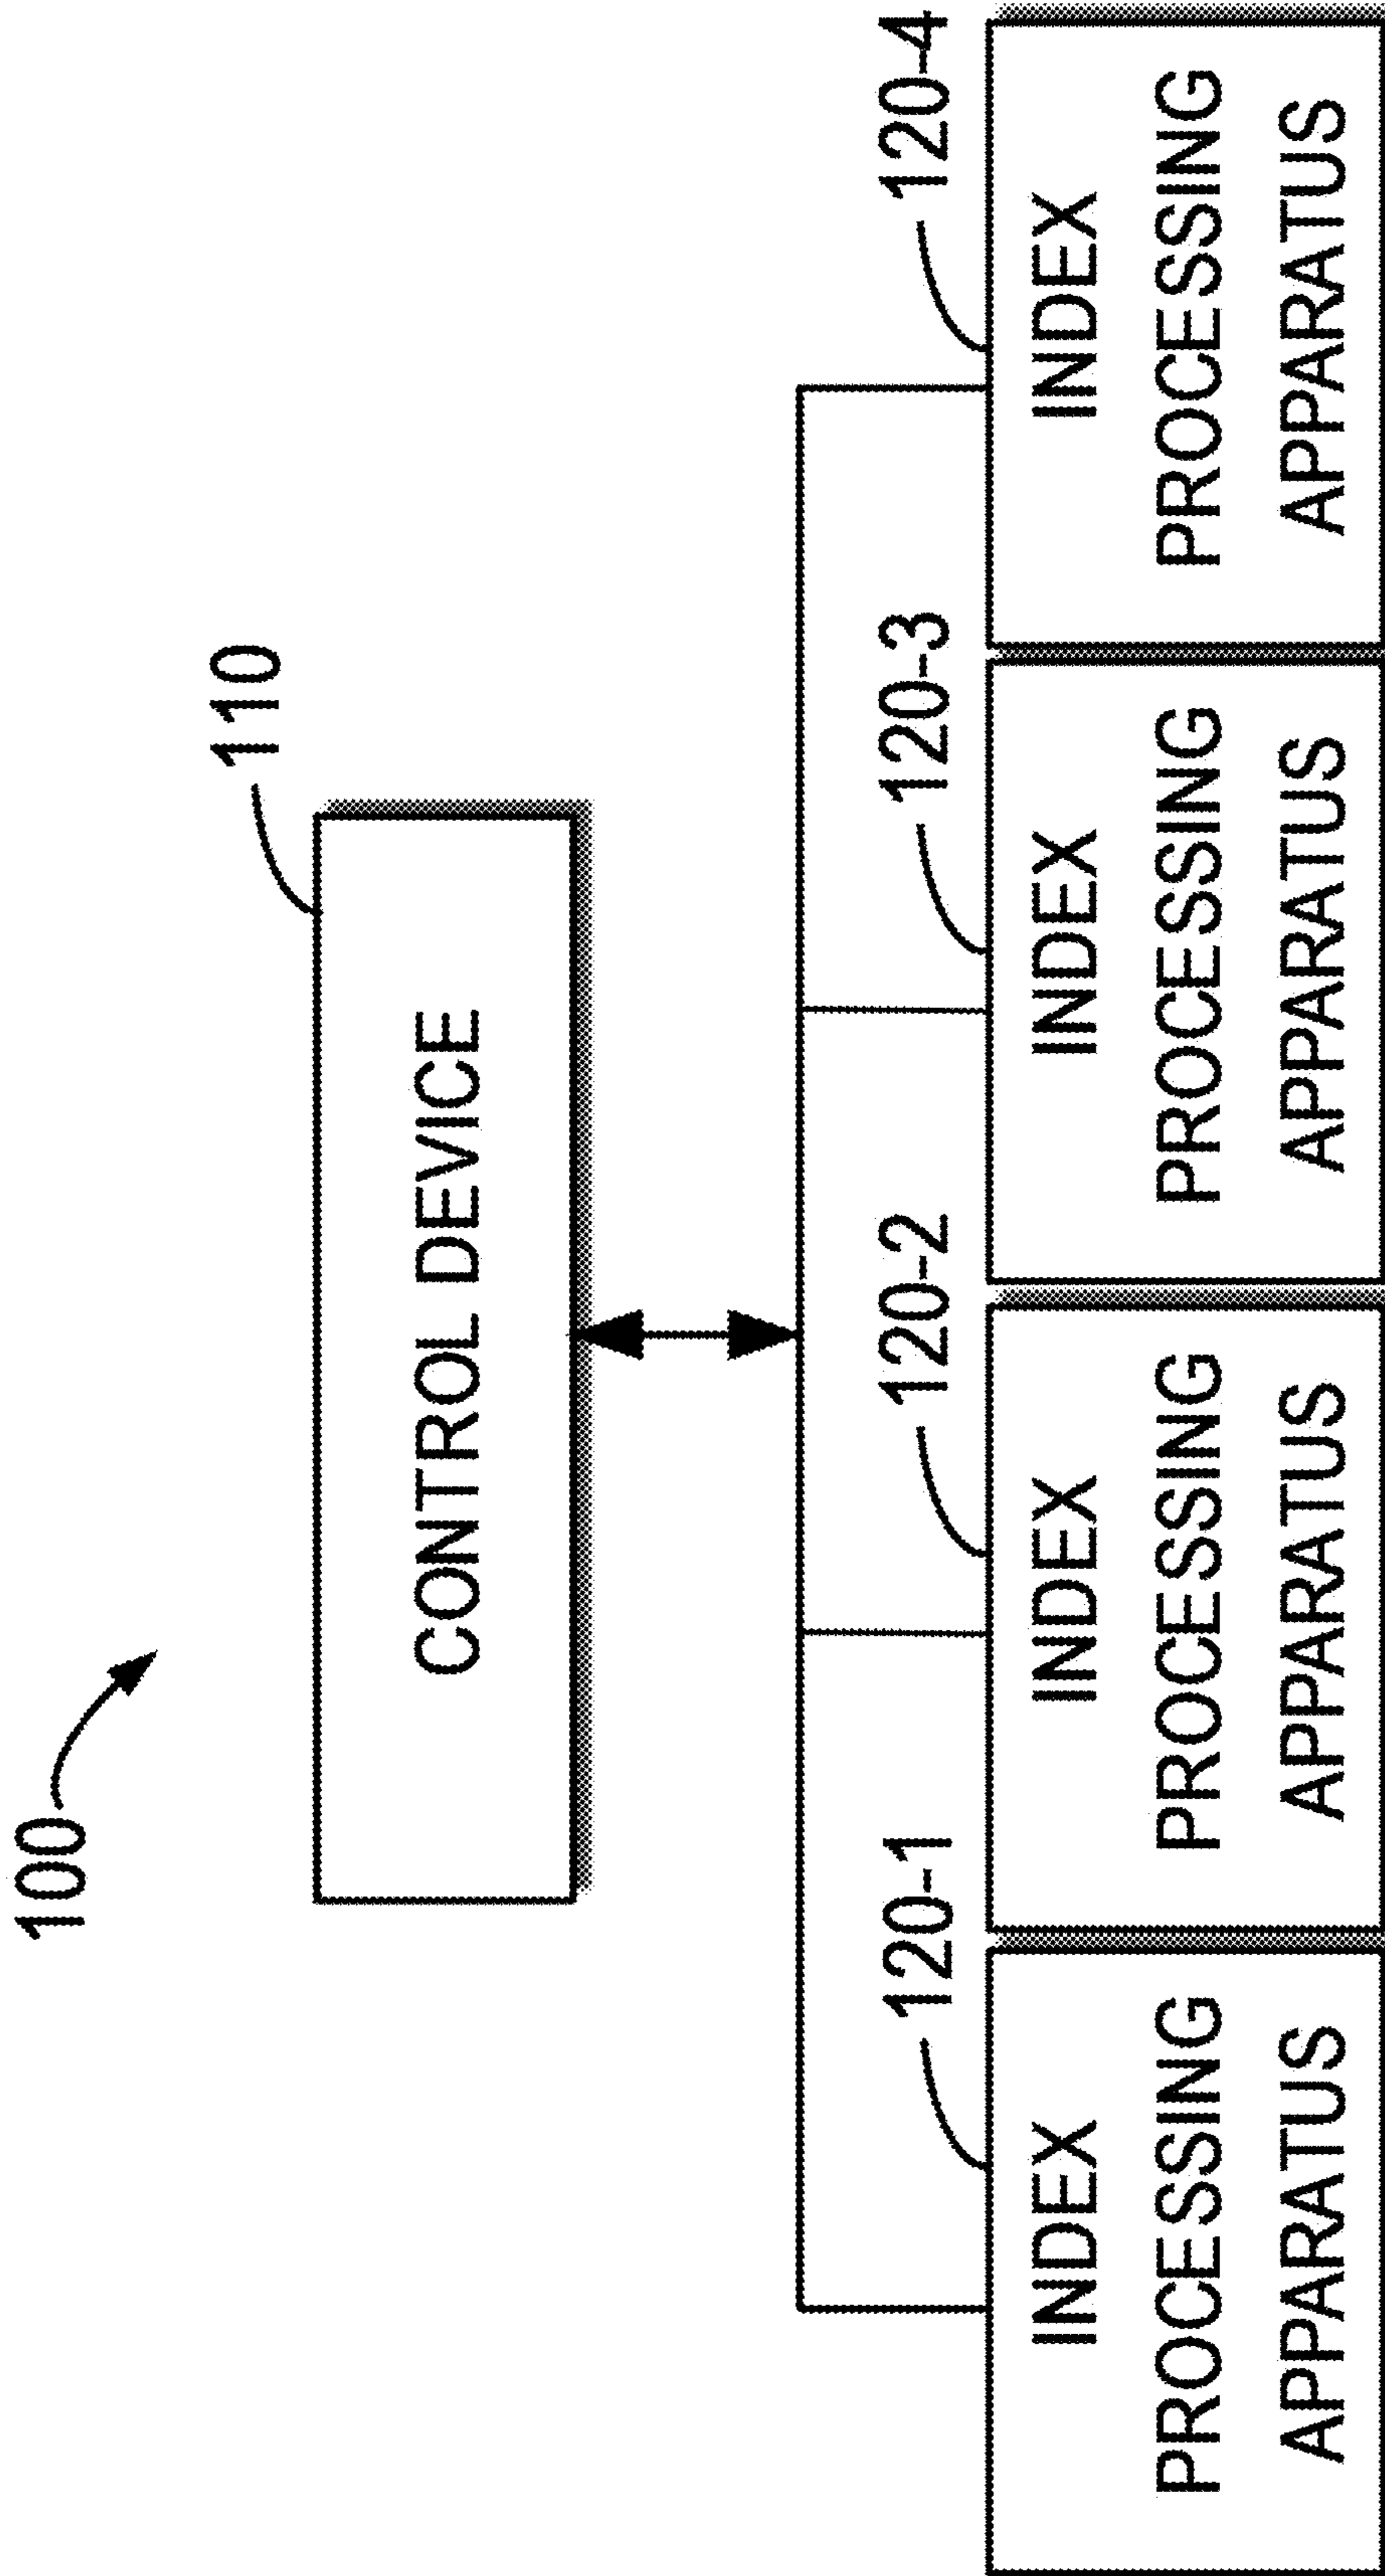 100
110
CONTROL DEVICE
120-1
120-2
120-3
120-4
INDEX
PROCESSING
APPARATUS
INDEX
PROCESSING
APPARATUS
INDEX
PROCESSING
APPARATUS
INDEX
PROCESSING
APPARATUS